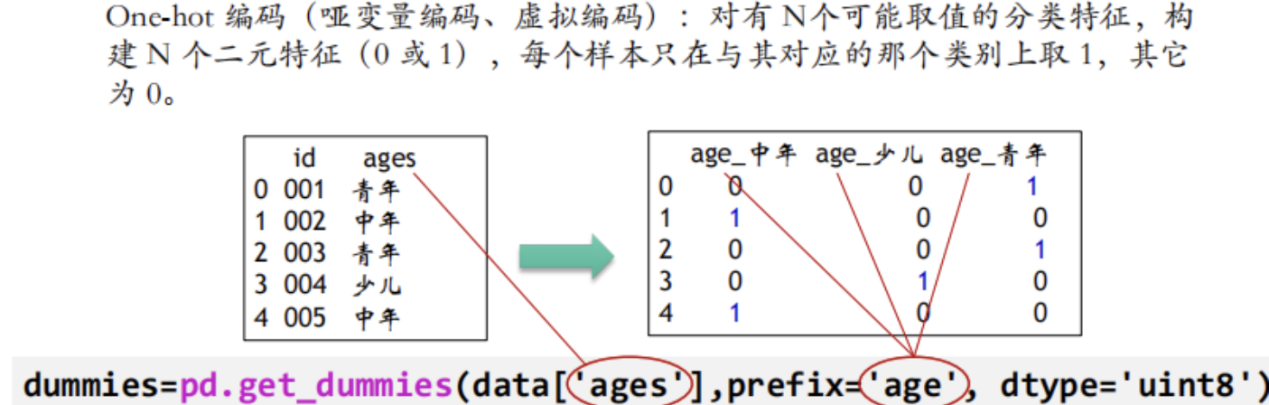 One-hot 编码（哑变量编码、虚拟编码）：对有 N个可能取值的分类特征，构
建 N 个二元特征（0 或 1），每个样本只在与其对应的那个类别上取 1，其它
为 0。
id ages
0 001 青年
1 002 中年
2 003 青年
3 004 少儿
4 005 中年
age_中年 age_少儿 age_青年
0 0 0 1
1 1 0 0
2 0 0 1
3 0 1 0
4 1 0 0
dummies=pd.get_dummies(data['ages'],prefix='age', dtype='uint8')